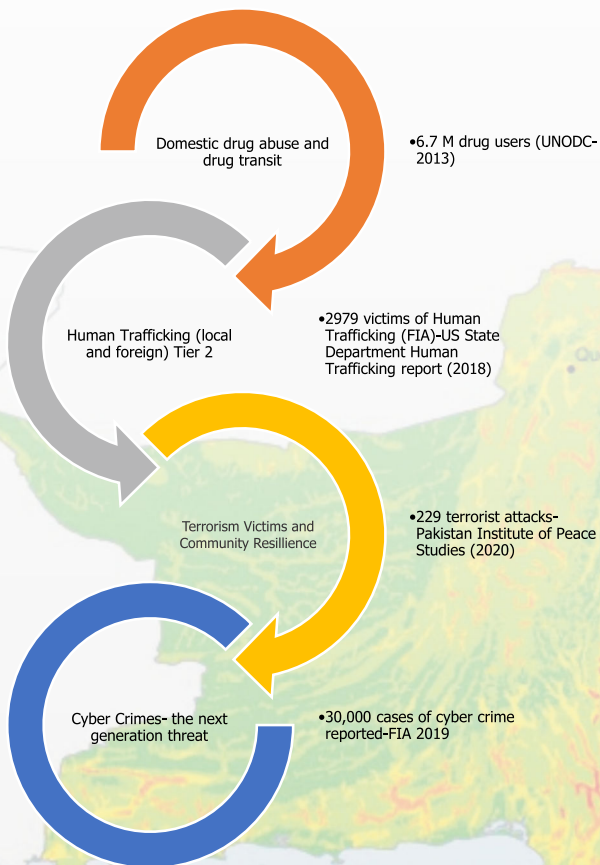 Domestic drug abuse and
drug transit
•6.7 M drug users (UNODC-
2013)
Human Trafficking (local
and foreign) Tier 2
•2979 victims of Human
Trafficking (FIA)-US State
Department Human
Trafficking report (2018)
Terrorism Victims and
Community Resillience
•229 terrorist attacks-
Pakistan Institute of Peace
Studies (2020)
Cyber Crimes- the next
generation threat
•30,000 cases of cyber crime
reported-FIA 2019